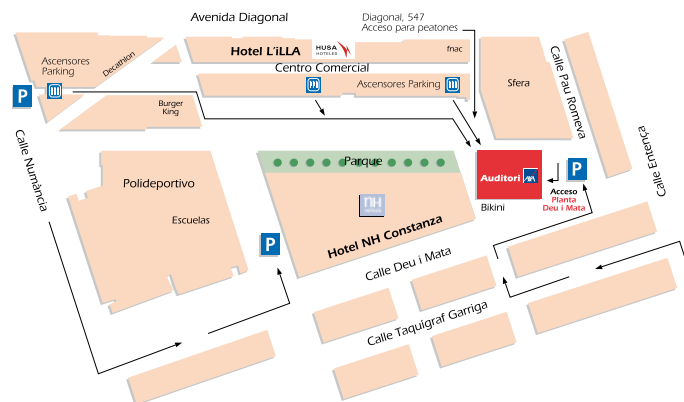 Avenida Diagonal
Diagonal, 547
Acceso para peatones
Hotel L'iLLA
HUSA
HOTELES
fnac
Centro Comercial
Ascensores
Parking
Decathlon
Ascensores Parking
Sfera
Calle Pau Romeva
Calle Entença
P
Burger
King
Calle Numància
Parque
Polideportivo
Escuelas
nh
Auditori AXA
P
Acceso
Planta
Deu i Mata
Bikini
Hotel NH Constanza
P
Calle Deu i Mata
Calle Taquígraf Garriga